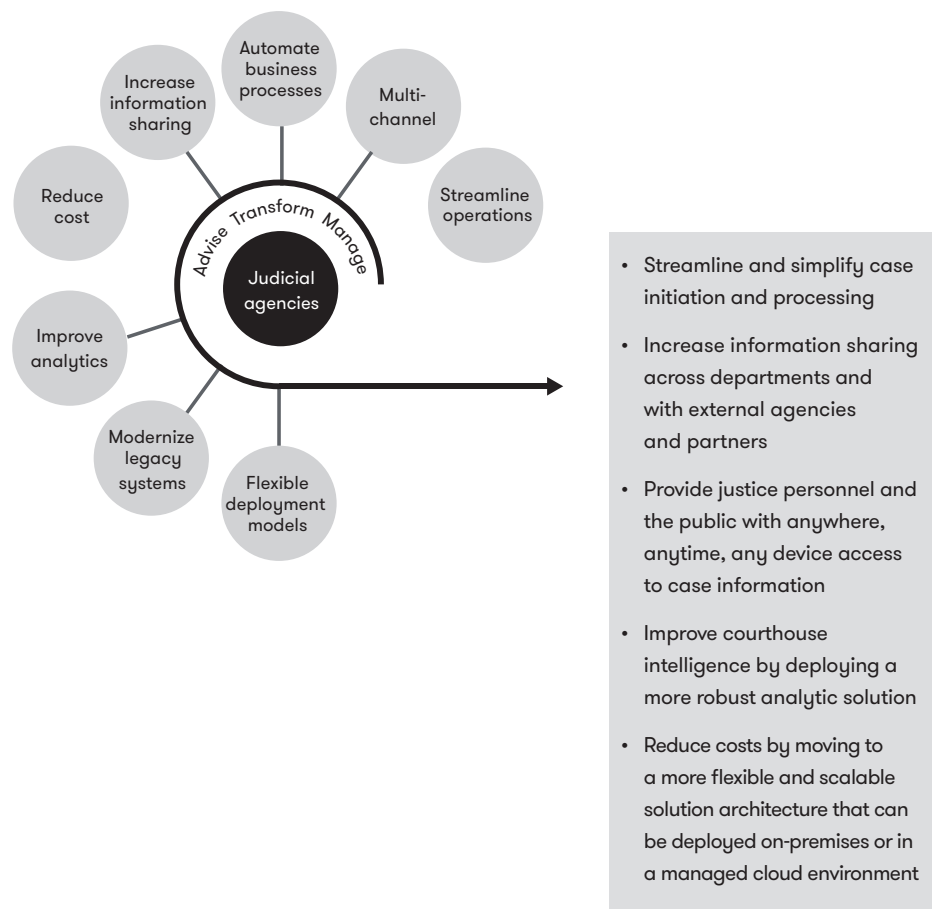 Automate
business
processes
Increase
information
sharing
Multi-
channel
Reduce
cost
Streamline
operations
Advise Transform Manage
Judicial
agencies
Improve
analytics
Modernize
legacy
systems
Flexible
deployment
models
• Streamline and simplify case
initiation and processing
• Increase information sharing
across departments and
with external agencies
and partners
• Provide justice personnel and
the public with anywhere,
anytime, any device access
to case information
• Improve courthouse
intelligence by deploying a
more robust analytic solution
• Reduce costs by moving to
a more flexible and scalable
solution architecture that can
be deployed on-premises or in
a managed cloud environment